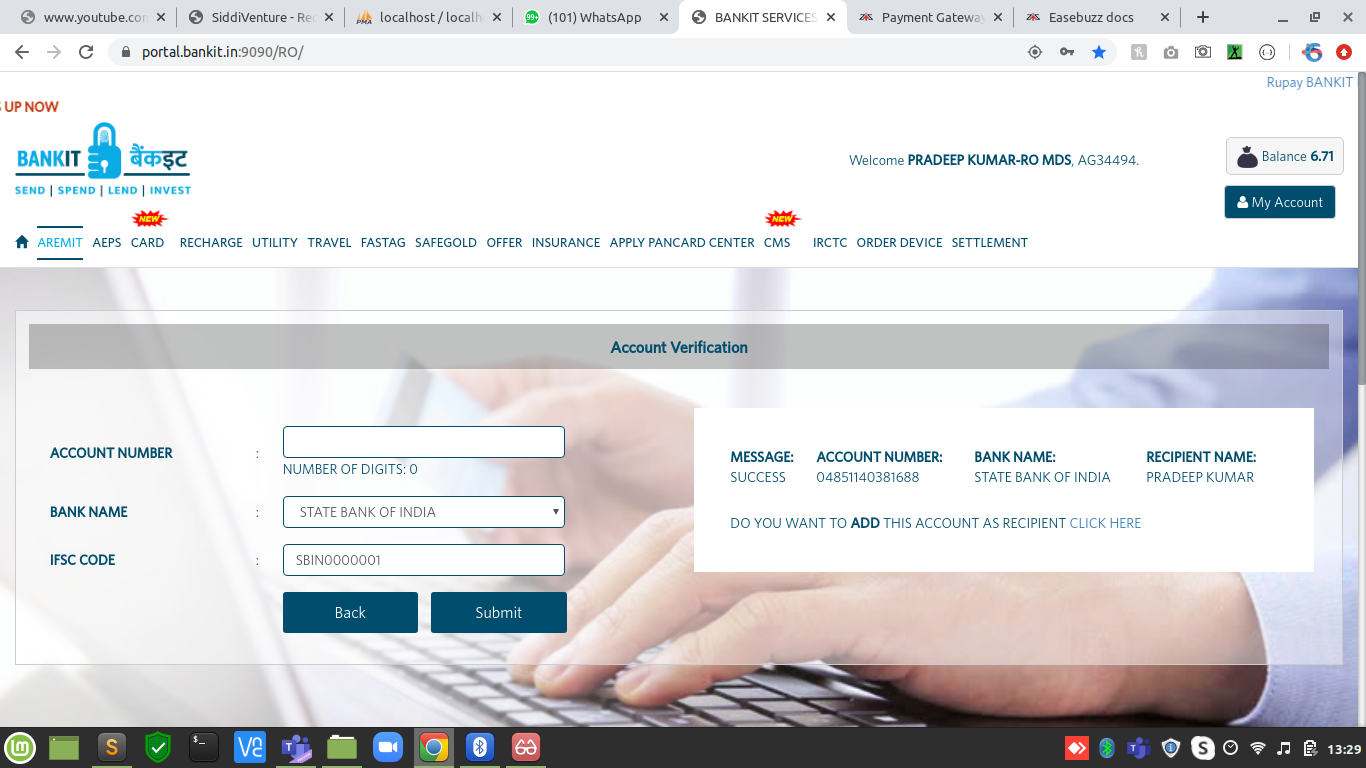 www.youtube.com
SiddiVenture - Rec
localhost / localh
(101) WhatsApp
BANKIT SERVICES
Payment Gateway
Easebuzz docs
portal.bankit.in:9090/RO/
Rupay BANKIT
UP NOW
BANKIT बैंकइट
SEND | SPEND | LEND | INVEST
Welcome PRADEEP KUMAR-RO MDS, AG34494.
Balance 6.71
My Account
NEW NEW
AREMIT AEPS CARD RECHARGE UTILITY TRAVEL FASTAG SAFEGOLD OFFER INSURANCE APPLY PANCARD CENTER CMS IRCTC ORDER DEVICE SETTLEMENT
Account Verification
ACCOUNT NUMBER :
NUMBER OF DIGITS: 0
BANK NAME : STATE BANK OF INDIA
IFSC CODE : SBIN0000001
Back Submit
MESSAGE: ACCOUNT NUMBER: BANK NAME: RECIPIENT NAME:
SUCCESS 04851140381688 STATE BANK OF INDIA PRADEEP KUMAR
DO YOU WANT TO ADD THIS ACCOUNT AS RECIPIENT CLICK HERE
13:29